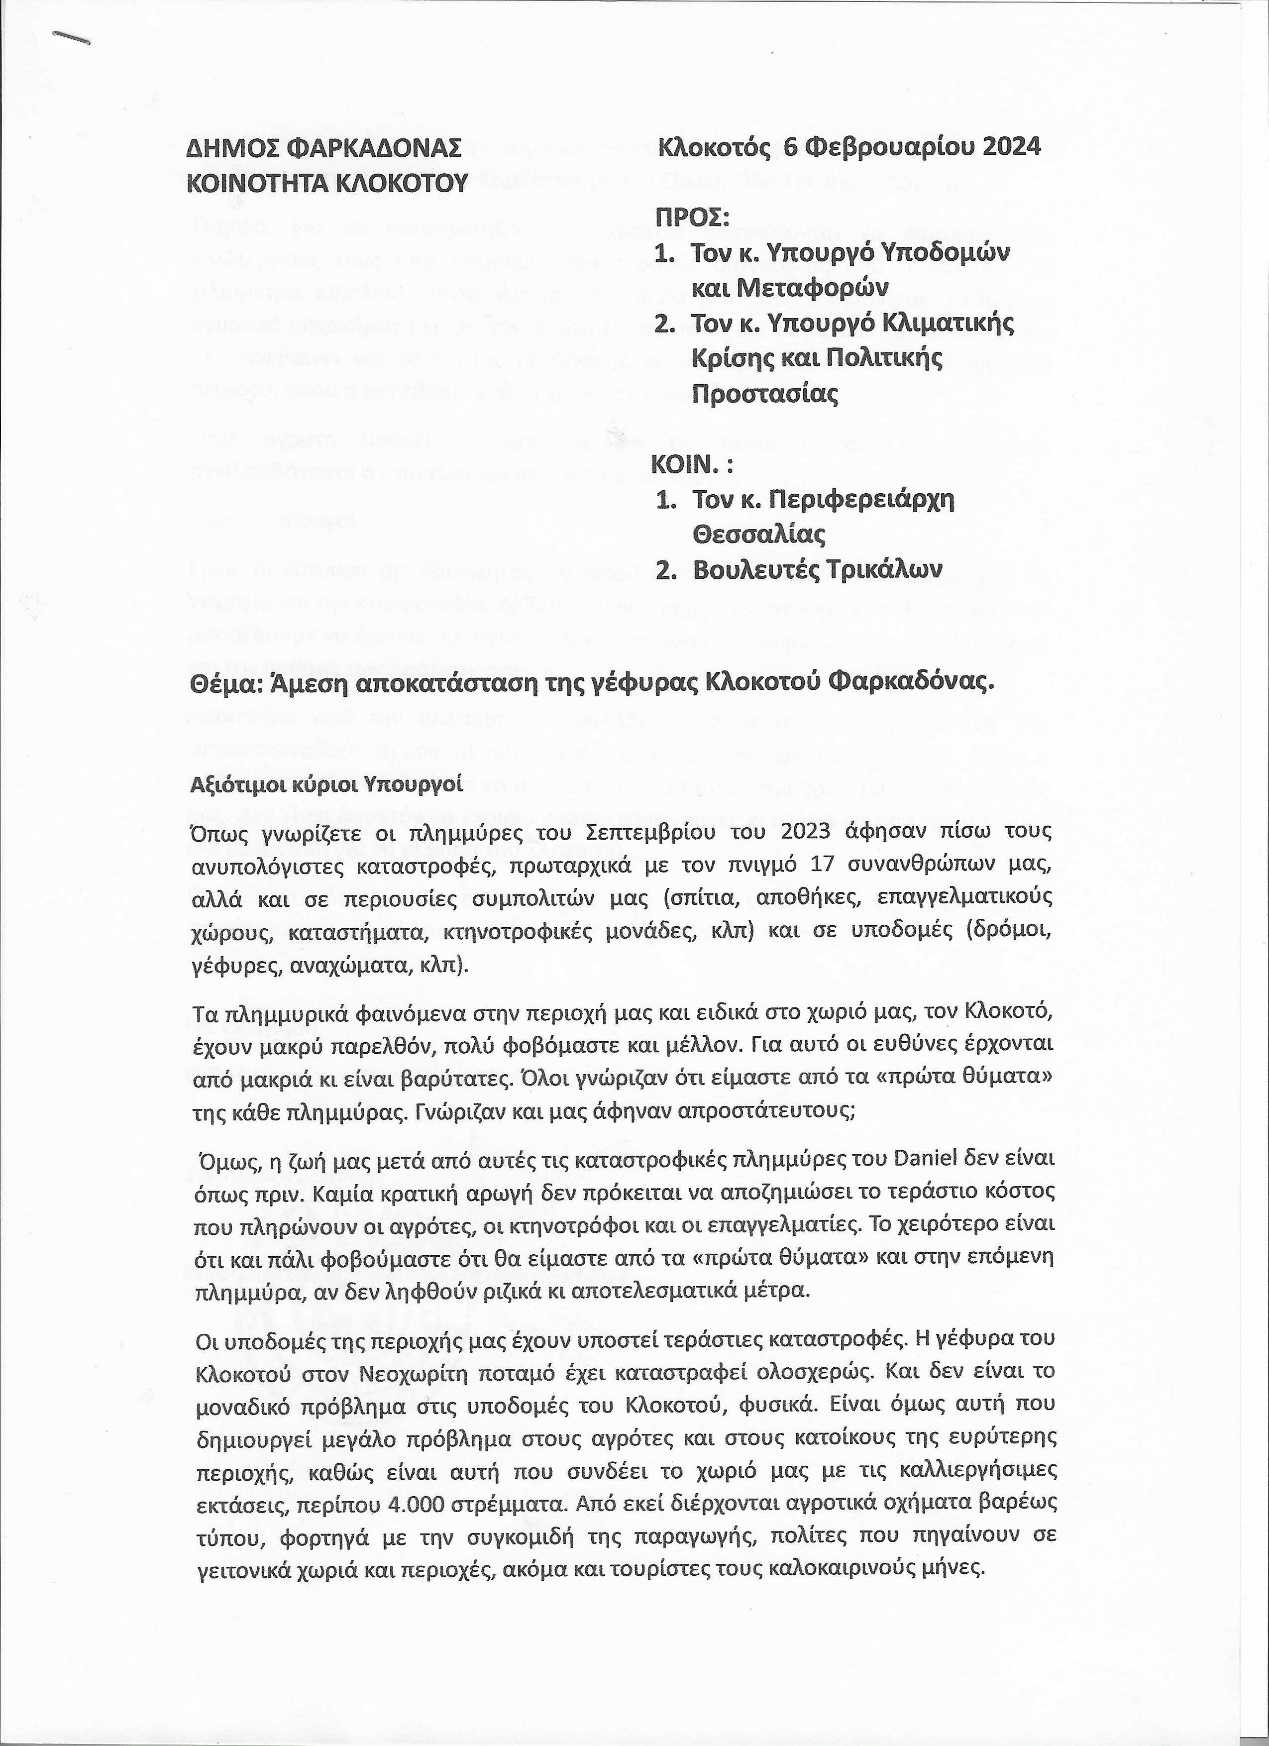 ΔΗΜΟΣ ΦΑΡΚΑΔΟΝΑΣ
ΚΟΙΝΟΤΗΤΑ ΚΛΟΚΟΤΟΥ
Κλοκοτός 6 Φεβρουαρίου 2024
ΠΡΟΣ:
1. Τον κ. Υπουργό Υποδομών
και Μεταφορών
2. Τον κ. Υπουργό Κλιματικής
Κρίσης και Πολιτικής
Προστασίας
ΚΟΙΝ. :
1. Τον κ. Περιφερειάρχη
Θεσσαλίας
2. Βουλευτές Τρικάλων
Θέμα: Άμεση αποκατάσταση της γέφυρας Κλοκοτού Φαρκαδόνας.
Αξιότιμοι κύριοι Υπουργοί
Όπως γνωρίζετε οι πλημμύρες του Σεπτεμβρίου του 2023 άφησαν πίσω τους
ανυπολόγιστες καταστροφές, πρωταρχικά με τον πνιγμό 17 συνανθρώπων μας,
αλλά και σε περιουσίες συμπολιτών μας (σπίτια, αποθήκες, επαγγελματικούς
χώρους, καταστήματα, κτηνοτροφικές μονάδες, κλπ) και σε υποδομές (δρόμοι,
γέφυρες, αναχώματα, κλπ).
Τα πλημμυρικά φαινόμενα στην περιοχή μας και ειδικά στο χωριό μας, τον Κλοκοτό,
έχουν μακρύ παρελθόν, πολύ φοβόμαστε και μέλλον. Για αυτό οι ευθύνες έρχονται
από μακριά κι είναι βαρύτατες. Όλοι γνώριζαν ότι είμαστε από τα «πρώτα θύματα»
της κάθε πλημμύρας. Γνώριζαν και μας άφηναν απροστάτευτους;
Όμως, η ζωή μας μετά από αυτές τις καταστροφικές πλημμύρες του Daniel δεν είναι
όπως πριν. Καμία κρατική αρωγή δεν πρόκειται να αποζημιώσει το τεράστιο κόστος
που πληρώνουν οι αγρότες, οι κτηνοτρόφοι και οι επαγγελματίες. Το χειρότερο είναι
ότι και πάλι φοβούμαστε ότι θα είμαστε από τα «πρώτα θύματα» και στην επόμενη
πλημμύρα, αν δεν ληφθούν ριζικά κι αποτελεσματικά μέτρα.
Οι υποδομές της περιοχής μας έχουν υποστεί τεράστιες καταστροφές. Η γέφυρα του
Κλοκοτού στον Νεοχωρίτη ποταμό έχει καταστραφεί ολοσχερώς. Και δεν είναι το
μοναδικό πρόβλημα στις υποδομές του Κλοκοτού, φυσικά. Είναι όμως αυτή που
δημιουργεί μεγάλο πρόβλημα στους αγρότες και στους κατοίκους της ευρύτερης
περιοχής, καθώς είναι αυτή που συνδέει το χωριό μας με τις καλλιεργήσιμες
εκτάσεις, περίπου 4.000 στρέμματα. Από εκεί διέρχονται αγροτικά οχήματα βαρέως
τύπου, φορτηγά με την συγκομιδή της παραγωγής, πολίτες που πηγαίνουν σε
γειτονικά χωριά και περιοχές, ακόμα και τουρίστες τους καλοκαιρινούς μήνες.